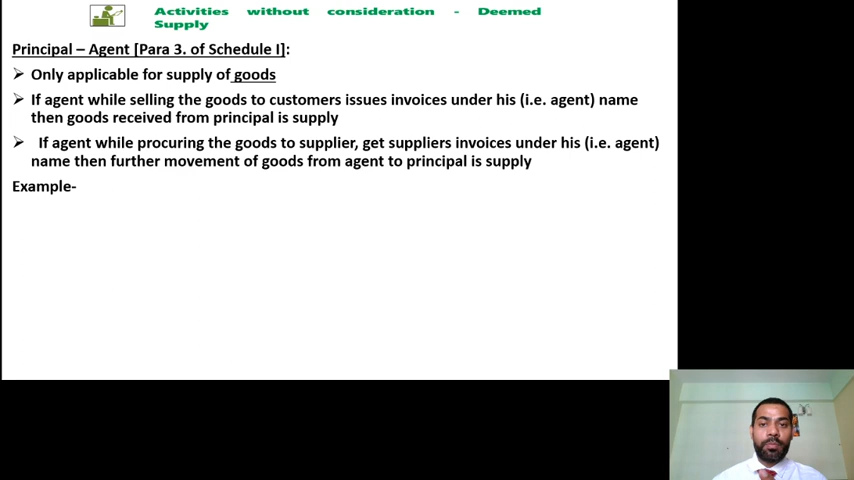 Activities without consideration - Deemed
Supply
Principal – Agent [Para 3. of Schedule I]:
➢ Only applicable for supply of goods
➢ If agent while selling the goods to customers issues invoices under his (i.e. agent) name
then goods received from principal is supply
➢ If agent while procuring the goods to supplier, get suppliers invoices under his (i.e. agent)
name then further movement of goods from agent to principal is supply
Example-